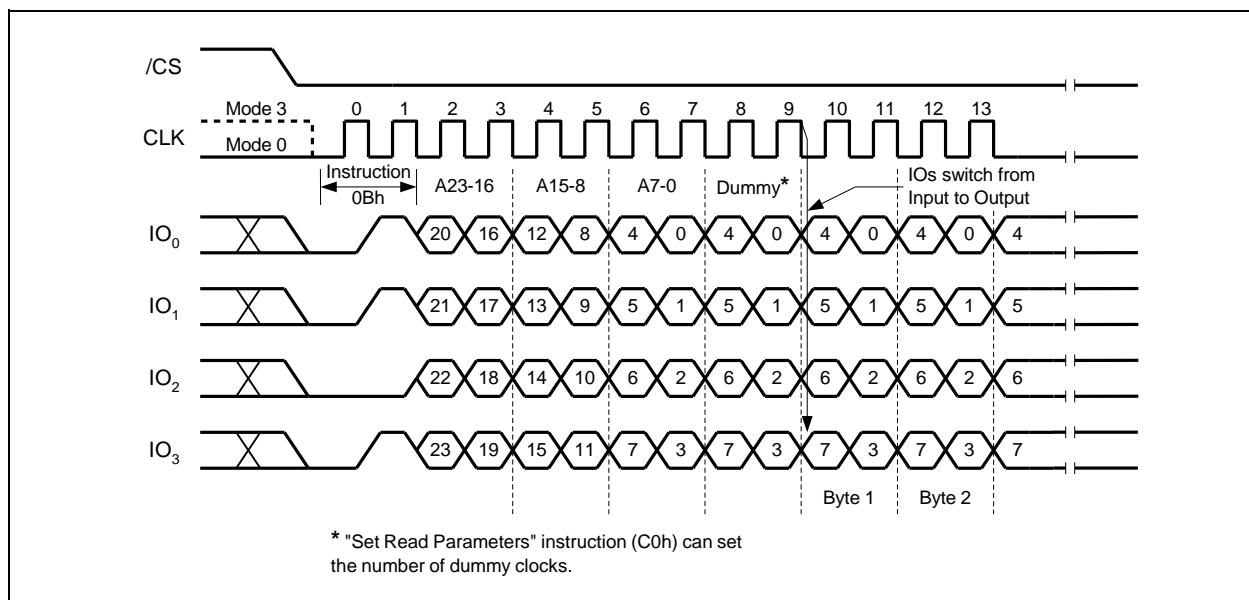 /CS
Mode 3 0 1 2 3 4 5 6 7 8 9 10 11 12 13
CLK
Mode 0
Instruction
0Bh
A23-16 A15-8 A7-0 Dummy*
IOs switch from
Input to Output
IO0 20 16 12 8 4 0 4 0 4 0 4 0 4
IO1 21 17 13 9 5 1 5 1 5 1 5 1 5
IO2 22 18 14 10 6 2 6 2 6 2 6 2 6
IO3 23 19 15 11 7 3 7 3 7 3 7 3 7
Byte 1 Byte 2
* "Set Read Parameters" instruction (C0h) can set
the number of dummy clocks.